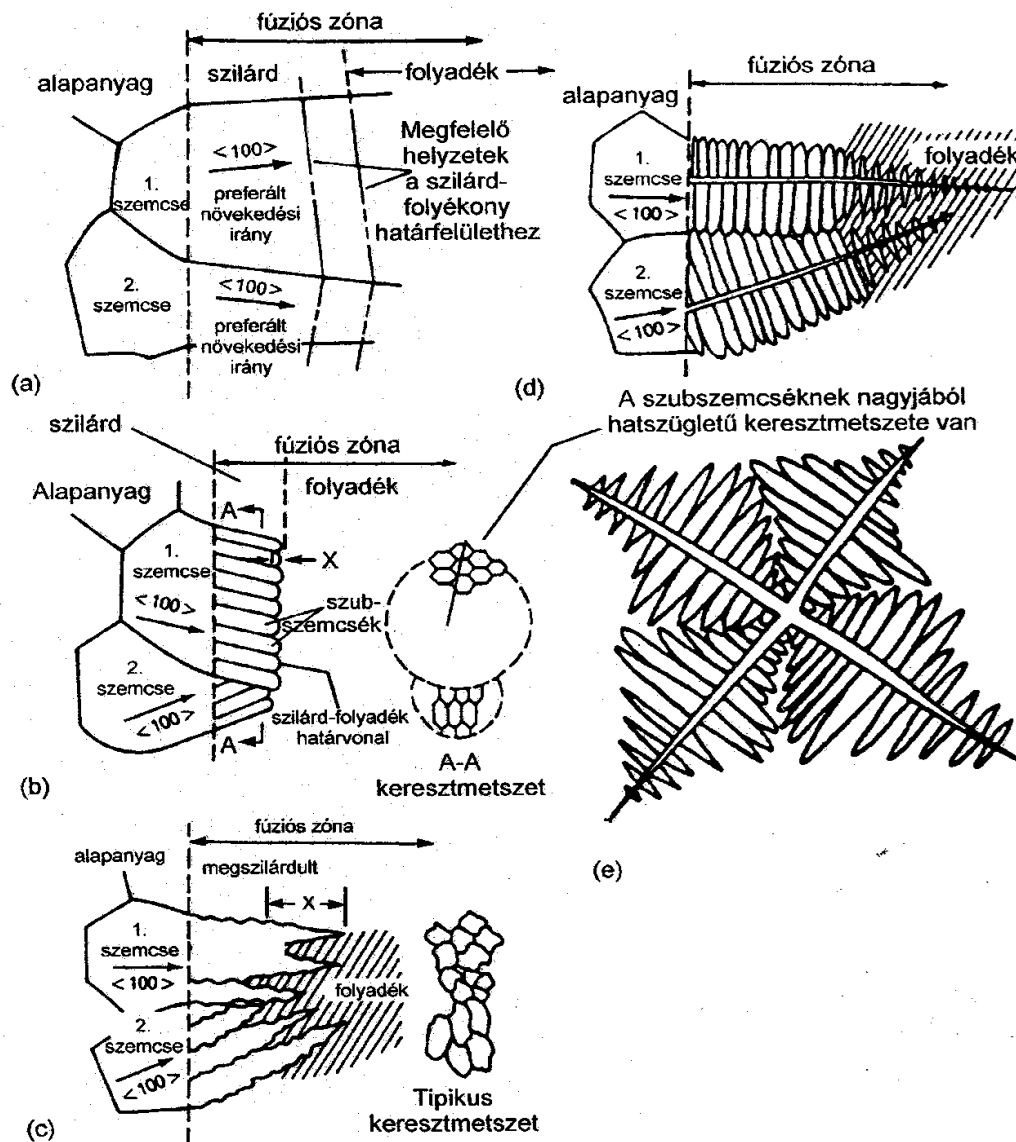 fúziós zóna
alapanyag
szilárd
folyadék
<100>
preferált
növekedési
irány
1.
szemcse
<100>
preferált
növekedési
irány
2.
szemcse
Megfelelő
helyzetek
a szilárd-
folyékony
határfelülethez
(a)
fúziós zóna
alapanyag
folyadék
1.
szemcse
<100>
2.
szemcse
<100>
(d)
szilárd
fúziós zóna
folyadék
Alapanyag
A
1.
szemcse
<100>
X
szub-
szemcsék
2.
szemcse
<100>
szilárd-folyadék
határvonal
A
A-A
keresztmetszet
(b)
A szubszemcséknek nagyjából
hatszügletű keresztmetszete van
(e)
fúziós zóna
alapanyag
megszilárdult
X
1.
szemcse
<100>
folyadék
2.
szemcse
<100>
Tipikus
keresztmetszet
(c)